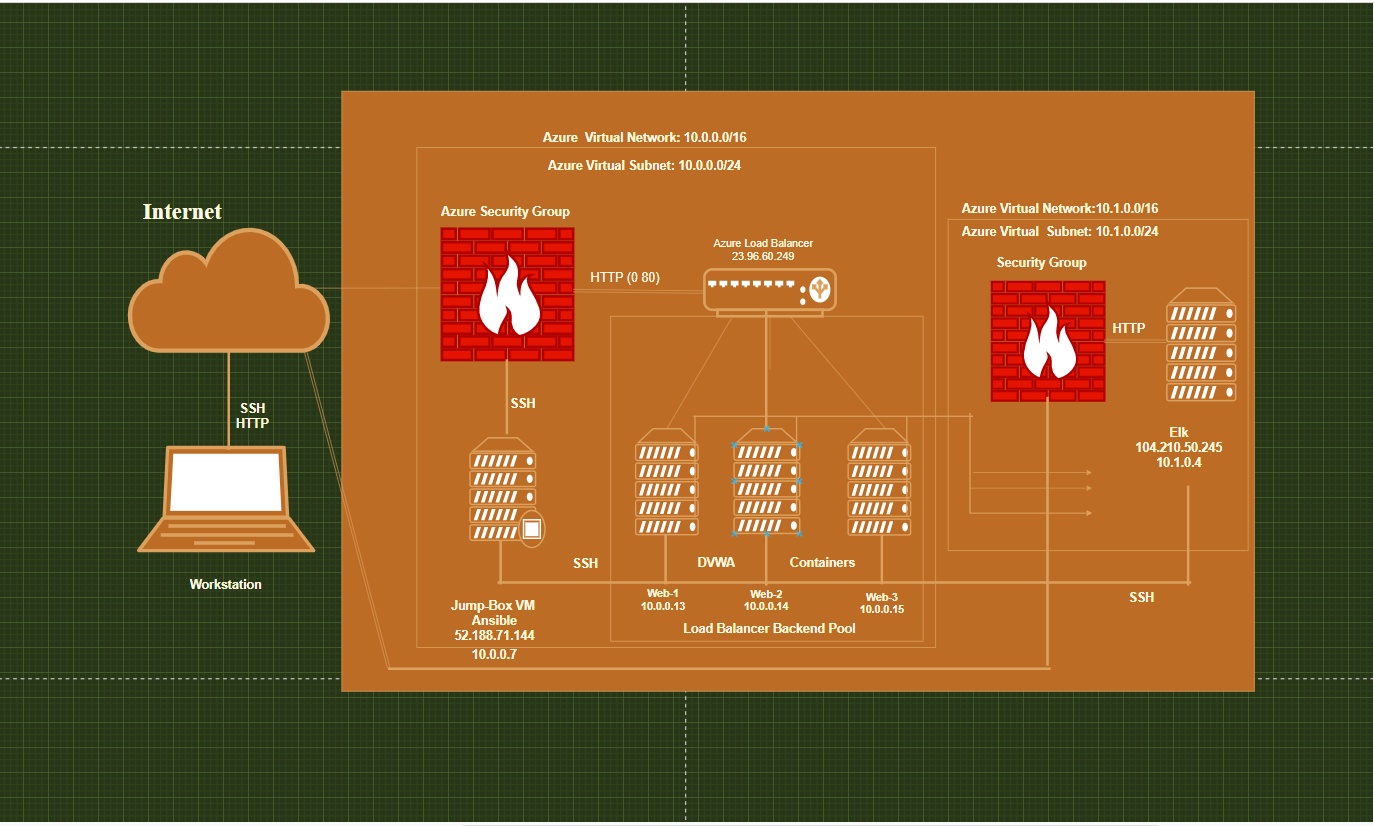 Azure  Virtual Network: 10.0.0.0/16
Azure Virtual Subnet: 10.0.0.0/24
Internet
Azure Security Group
Azure Virtual Network:10.1.0.0/16
Azure Virtual  Subnet: 10.1.0.0/24
Azure Load Balancer
23.96.60.249
Security Group
HTTP (0 80)
HTTP
SSH
SSH
HTTP
Elk
104.210.50.245
10.1.0.4
SSH
DVWA
Containers
Workstation
Web-1
10.0.0.13
Web-2
10.0.0.14
Web-3
10.0.0.15
SSH
Jump-Box VM
Ansible
52.188.71.144
10.0.0.7
Load Balancer Backend Pool